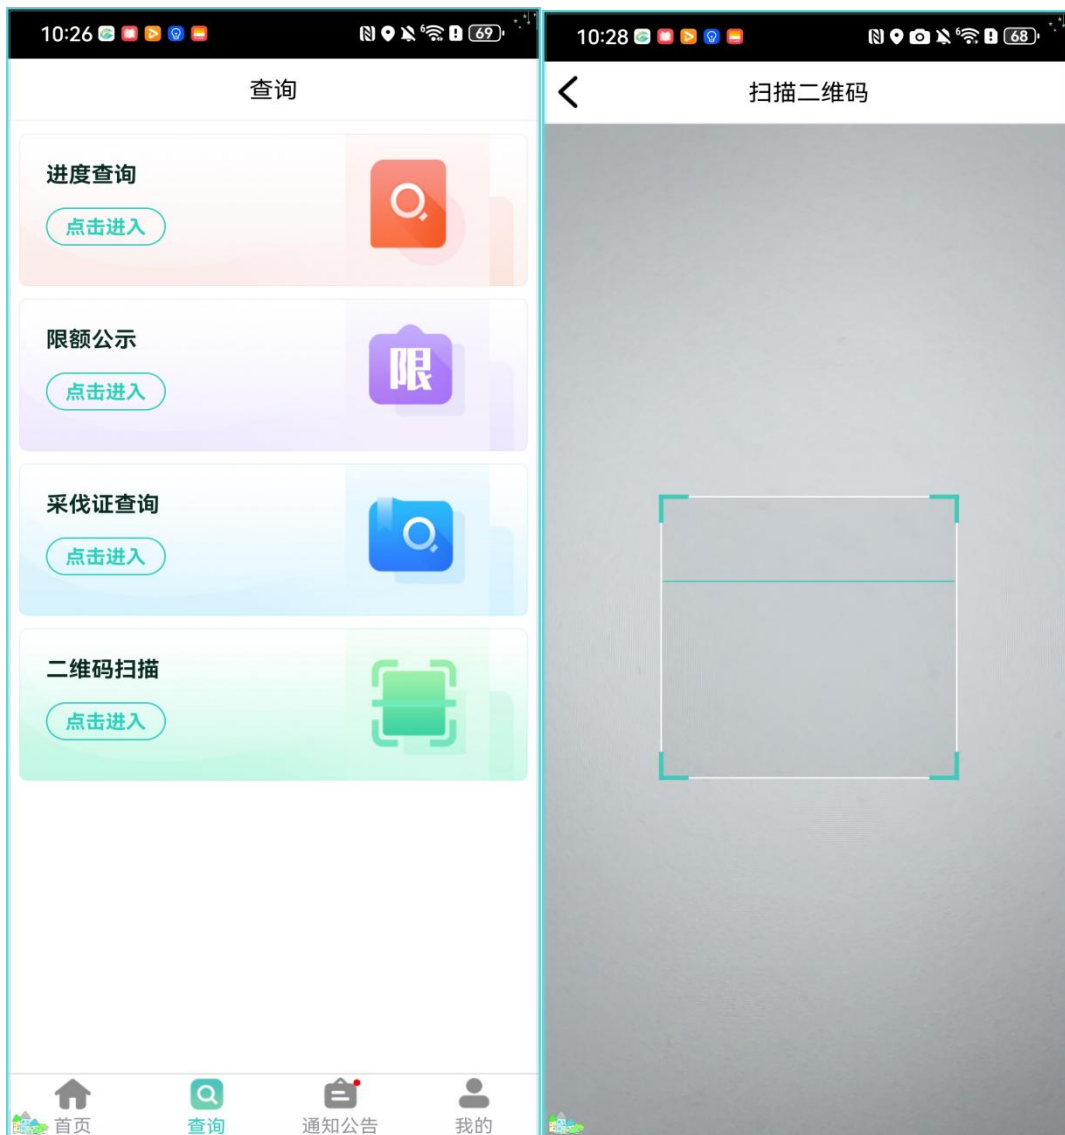 10:26
69
查询
进度查询
点击进入
限额公示
点击进入
限
采伐证查询
点击进入
二维码扫描
点击进入
首页
查询
通知公告
我的
10:28
68
扫描二维码